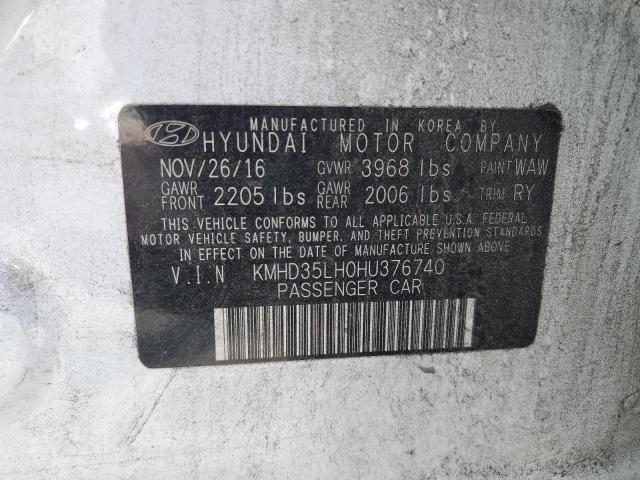 MANUFACTURED IN KOREA BY
HYUNDAI MOTOR COMPANY
NOV/26/16 GVWR 3968 lbs PAINT WAW
GAWR FRONT 2205 lbs GAWR REAR 2006 lbs TRIM RY
THIS VEHICLE CONFORMS TO ALL APPLICABLE U.S.A. FEDERAL
MOTOR VEHICLE SAFETY, BUMPER, AND THEFT PREVENTION STANDARDS
IN EFFECT ON THE DATE OF MANUFACTURE SHOWN ABOVE.
V.I.N KMHD35LH0HU376740
PASSENGER CAR